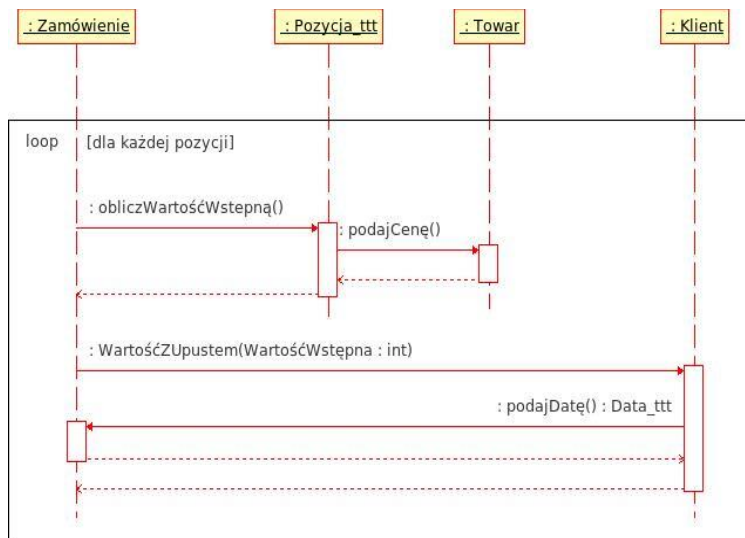 : Zamówienie
: Pozycja_ttt
: Towar
: Klient
loop [dla każdej pozycji]
: obliczWartośćWstepną()
: podajCenę()
: WartośćZUpustem(WartośćWstępna : int)
: podajDatę() : Data_ttt